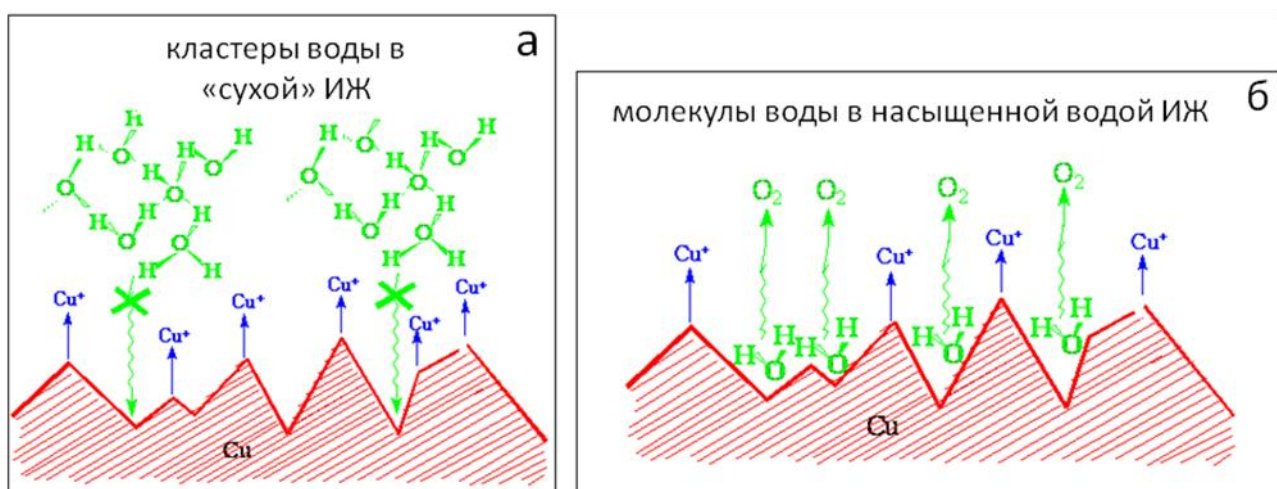 а
кластеры воды в
«сухой» ИЖ
h
H O H H
H O H O
O H O H
H O H H
O
H H
Cu⁺ Cu⁺ Cu⁺ Cu⁺ Cu⁺ Cu⁺
Cu
б
молекулы воды в насыщенной водой ИЖ
O₂ O₂ O₂ O₂
Cu⁺ Cu⁺ Cu⁺ Cu⁺
H H H H H H H H
O O O O
Cu